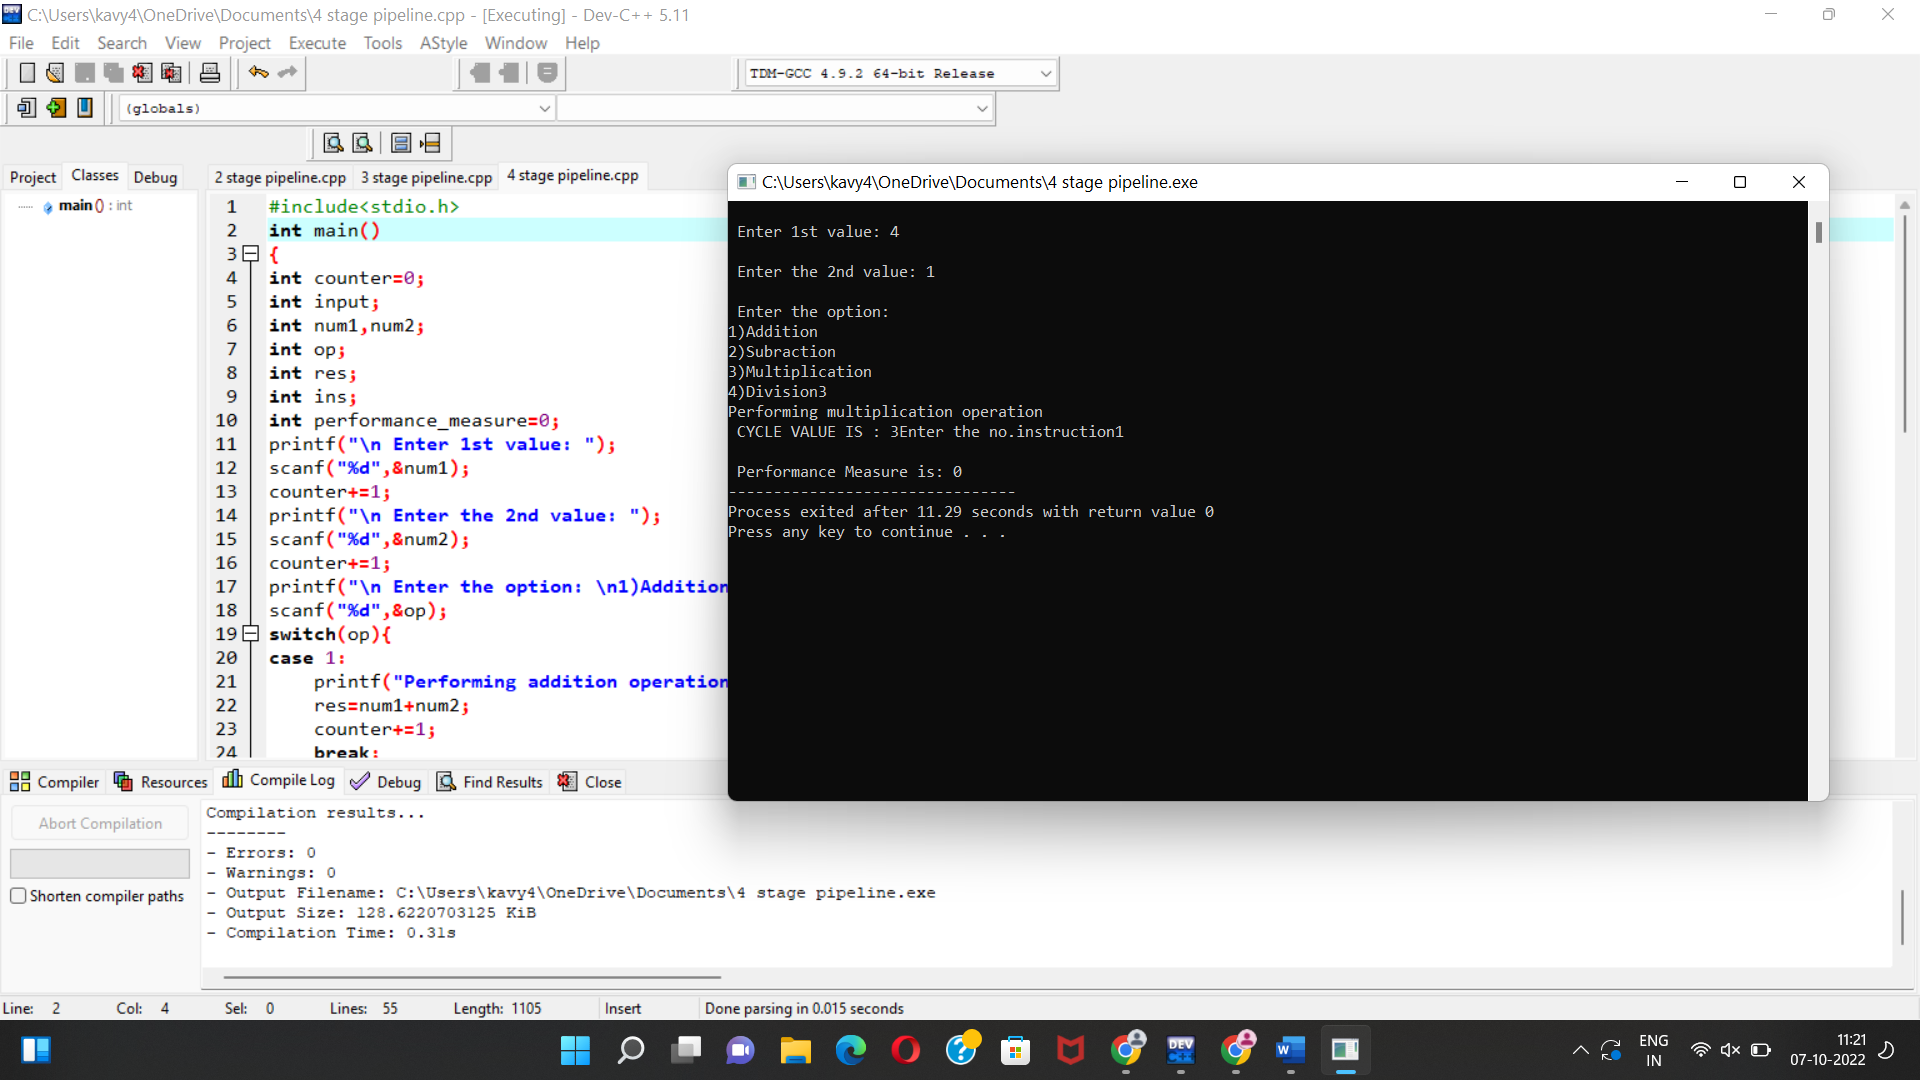 C:\Users\kavy4\OneDrive\Documents\4 stage pipeline.cpp - [Executing] - Dev-C++ 5.11
File Edit Search View Project Execute Tools AStyle Window Help
TDM-GCC 4.9.2 64-bit Release
(globals)
Project Classes Debug
2 stage pipeline.cpp 3 stage pipeline.cpp 4 stage pipeline.cpp
main () : int
1 #include<stdio.h>
2 int main()
3 {
4 int counter=0;
5 int input;
6 int num1,num2;
7 int op;
8 int res;
9 int ins;
10 int performance_measure=0;
11 printf("\n Enter 1st value: ");
12 scanf("%d",&num1);
13 counter+=1;
14 printf("\n Enter the 2nd value: ");
15 scanf("%d",&num2);
16 counter+=1;
17 printf("\n Enter the option: \n1)Addition
18 scanf("%d",&op);
19 switch(op){
20 case 1:
21 printf("Performing addition operation
22 res=num1+num2;
23 counter+=1;
24 break;
C:\Users\kavy4\OneDrive\Documents\4 stage pipeline.exe
Enter 1st value: 4
Enter the 2nd value: 1
Enter the option:
1)Addition
2)Subraction
3)Multiplication
4)Division3
Performing multiplication operation
CYCLE VALUE IS : 3Enter the no.instruction1
Performance Measure is: 0
--------------------------------
Process exited after 11.29 seconds with return value 0
Press any key to continue . . .
Compiler Resources Compile Log Debug Find Results Close
Abort Compilation
Shorten compiler paths
Compilation results...
--------
- Errors: 0
- Warnings: 0
- Output Filename: C:\Users\kavy4\OneDrive\Documents\4 stage pipeline.exe
- Output Size: 128.6220703125 KiB
- Compilation Time: 0.31s
Line: 2 Col: 4 Sel: 0 Lines: 55 Length: 1105 Insert Done parsing in 0.015 seconds
DEV
C++
W
ENG
IN
11:21
07-10-2022